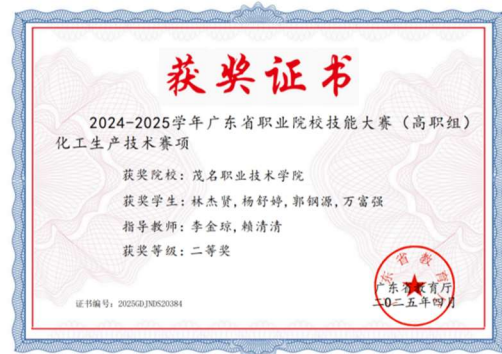 获奖证书
2024-2025学年广东省职业院校技能大赛（高职组）
化工生产技术赛项
获奖院校：茂名职业技术学院
获奖学生：林杰贤,杨舒婷,郭钢源,万富强
指导教师：李金琼,赖清清
获奖等级：二等奖
广东省教育厅
二〇二五年四月
证书编号：2025GDJNDS20384